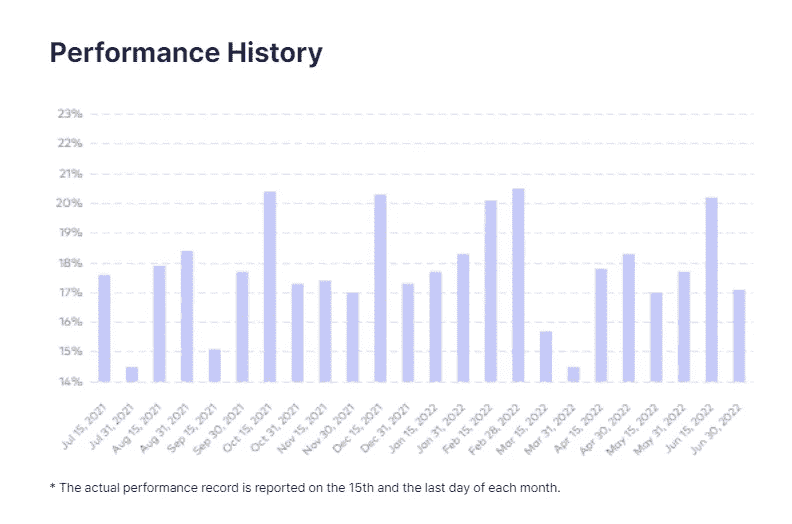 Performance History
23%
22%
21%
20%
19%
18%
17%
16%
15%
14%
Jul 15, 2021
Jul 31, 2021
Aug 15, 2021
Aug 31, 2021
Sep 15, 2021
Sep 30, 2021
Oct 15, 2021
Oct 31, 2021
Nov 15, 2021
Nov 30, 2021
Dec 15, 2021
Dec 31, 2021
Jan 15, 2022
Jan 31, 2022
Feb 15, 2022
Feb 28, 2022
Mar 15, 2022
Mar 31, 2022
Apr 15, 2022
Apr 30, 2022
May 15, 2022
May 31, 2022
Jun 15, 2022
Jun 30, 2022
* The actual performance record is reported on the 15th and the last day of each month.